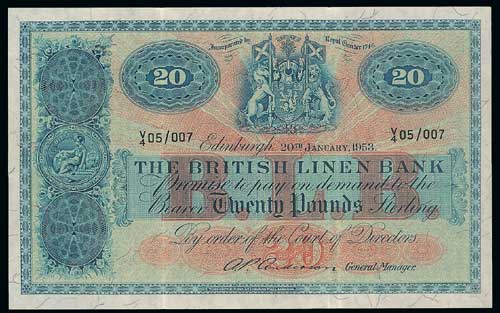 Incorporated by Royal Charter 1746
20 20
V/4 05/007 V/4 05/007
Edinburgh, 20TH JANUARY, 1953.
THE BRITISH LINEN BANK
Promise to pay on demand to the
Bearer Twenty Pounds Sterling
By order of the Court of Directors
£20
General Manager.